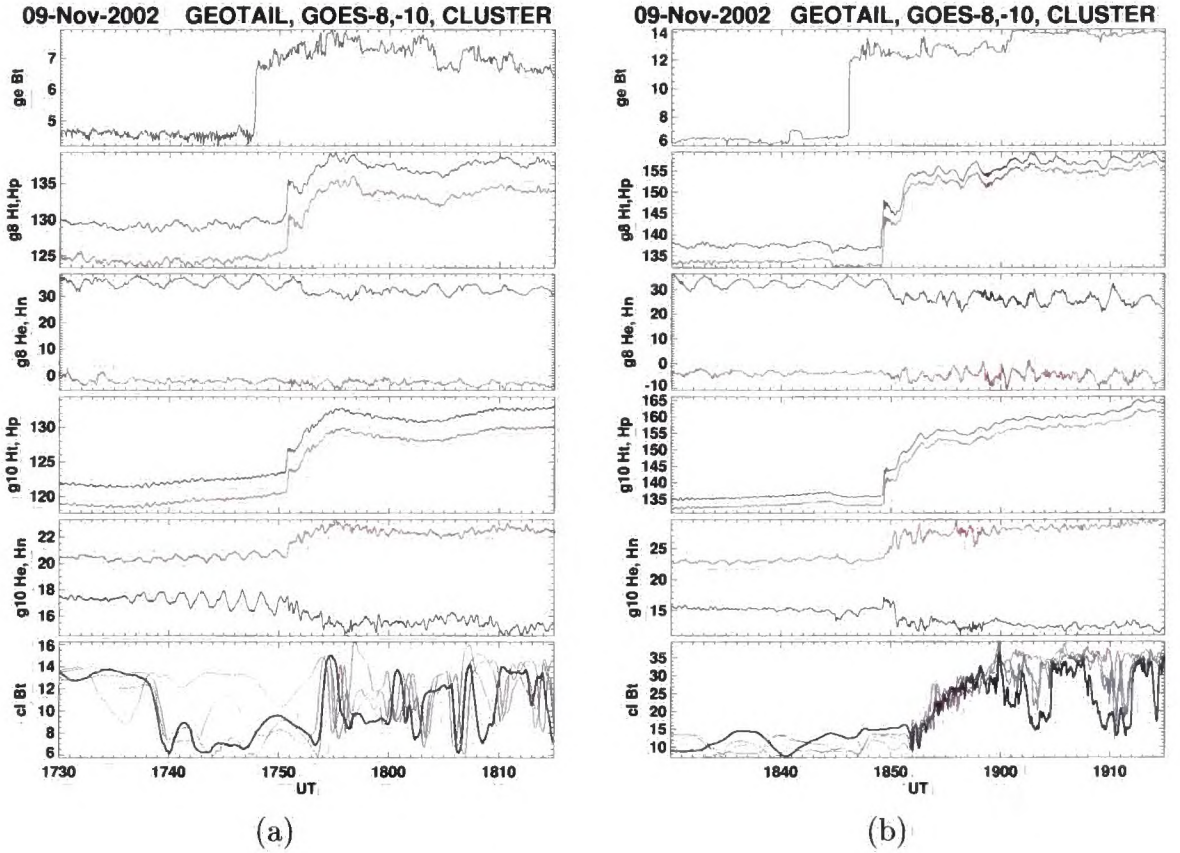 09-Nov-2002 GEOTAIL, GOES-8,-10, CLUSTER
ge Bt
7
6
5
g8 Ht,Hp
135
130
125
g8 He, Hn
30
20
10
0
g10 Ht, Hp
130
125
120
g10 He, Hn
22
20
18
16
cl Bt
16
14
12
10
8
6
1730 1740 1750 1800 1810
UT
(a)
09-Nov-2002 GEOTAIL, GOES-8,-10, CLUSTER
ge Bt
14
12
10
8
6
g8 Ht,Hp
155
150
145
140
135
g8 He, Hn
30
20
10
0
-10
g10 Ht, Hp
165
160
155
150
145
140
135
g10 He, Hn
25
20
15
cl Bt
35
30
25
20
15
10
1840 1850 1900 1910
UT
(b)